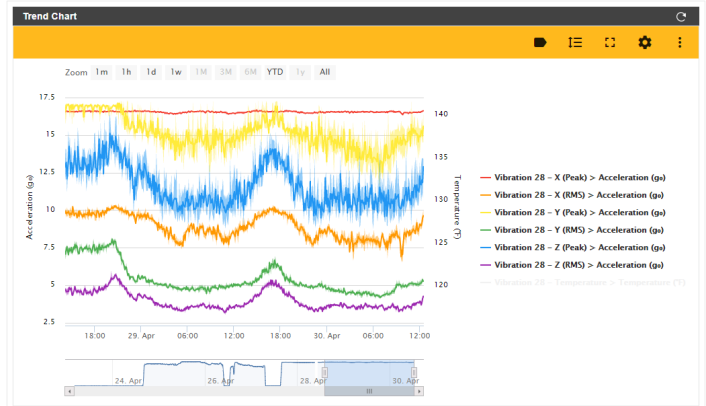 Trend Chart
Zoom 1m 1h 1d 1w 1M 3M 6M YTD 1y All
17.5
15
12.5
10
7.5
5
2.5
Acceleration (g₀)
140
135
130
125
120
Temperature (°F)
18:00 29. Apr 06:00 12:00 18:00 30. Apr 06:00 12:00
Vibration 28 – X (Peak) > Acceleration (g₀)
Vibration 28 – X (RMS) > Acceleration (g₀)
Vibration 28 – Y (Peak) > Acceleration (g₀)
Vibration 28 – Y (RMS) > Acceleration (g₀)
Vibration 28 – Z (Peak) > Acceleration (g₀)
Vibration 28 – Z (RMS) > Acceleration (g₀)
Vibration 28 – Temperature > Temperature (°F)
24. Apr 26. Apr 28. Apr 30. Apr